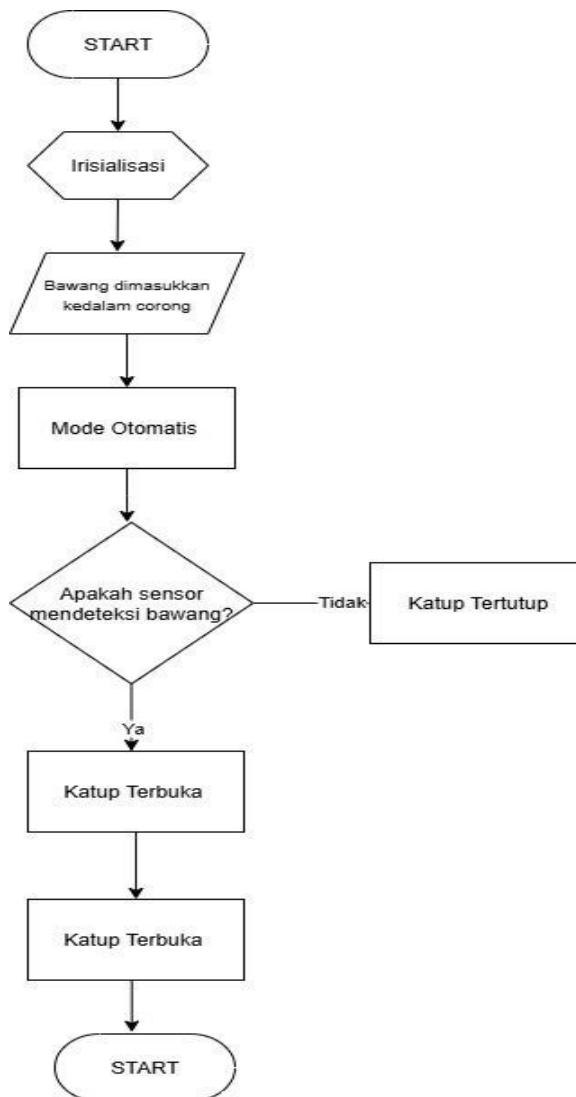 START
Irisialisasi
Bawang dimasukkan
kedalam corong
Mode Otomatis
Apakah sensor
mendeteksi bawang?
Tidak
Katup Tertutup
Ya
Katup Terbuka
Katup Terbuka
START